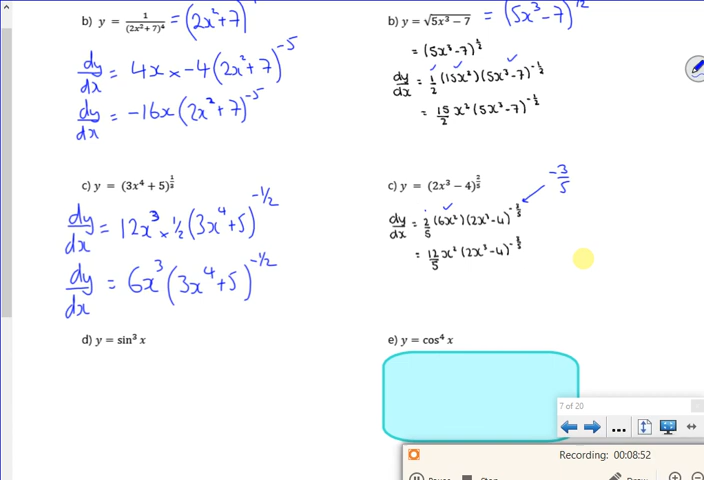 b) y = 1/(2x²+7)⁴ = (2x²+7)
dy/dx = 4x × -4(2x²+7)⁻⁵
dy/dx = -16x(2x²+7)⁻⁵
b) y = √(5x³ − 7) = (5x³-7)^1/2
= (5x³-7)^½
dy/dx = ½(15x²)(5x³-7)^-½
= 15/2 x²(5x³-7)^-½
c) y = (3x⁴ + 5)^½
dy/dx = 12x³ × ½(3x⁴+5)^-1/2
dy/dx = 6x³(3x⁴+5)^-1/2
c) y = (2x³ − 4)^⅖
-3/5
dy/dx = 2/5(6x²)(2x³-4)^-3/5
= 12/5 x²(2x³-4)^-3/5
d) y = sin³ x
e) y = cos⁴ x
7 of 20
Recording: 00:08:52